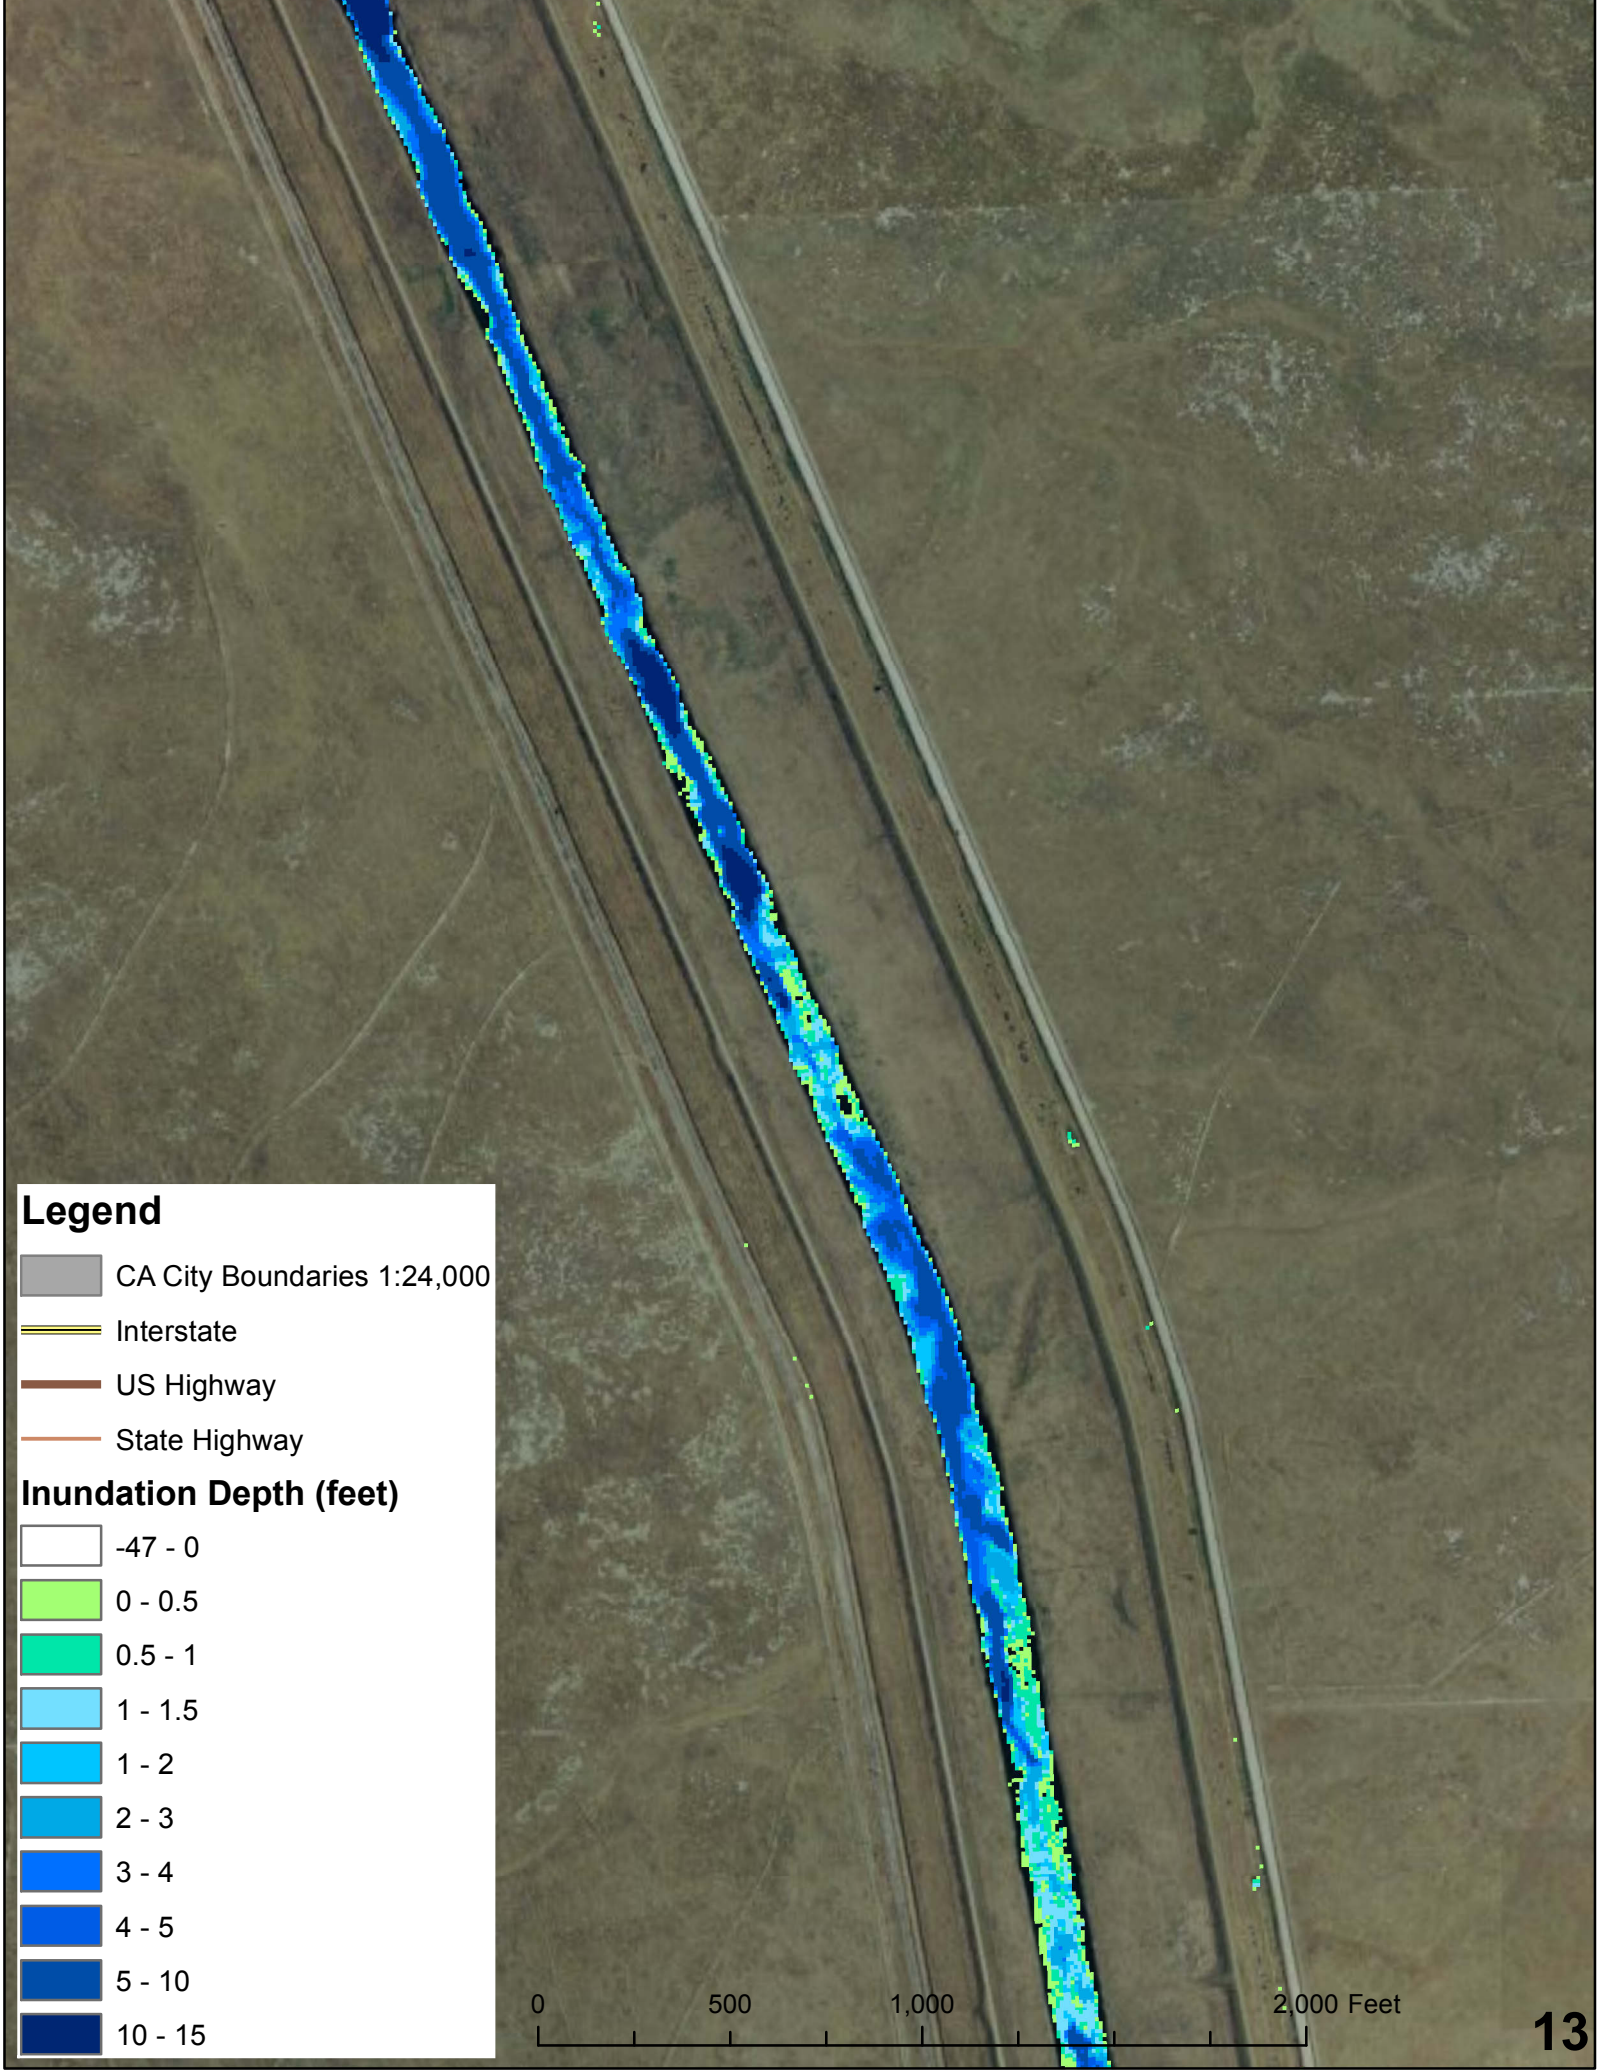 Legend
CA City Boundaries 1:24,000
Interstate
US Highway
State Highway
Inundation Depth (feet)
-47 - 0
0 - 0.5
0.5 - 1
1 - 1.5
1 - 2
2 - 3
3 - 4
4 - 5
5 - 10
10 - 15
0 500 1,000 2,000 Feet
13